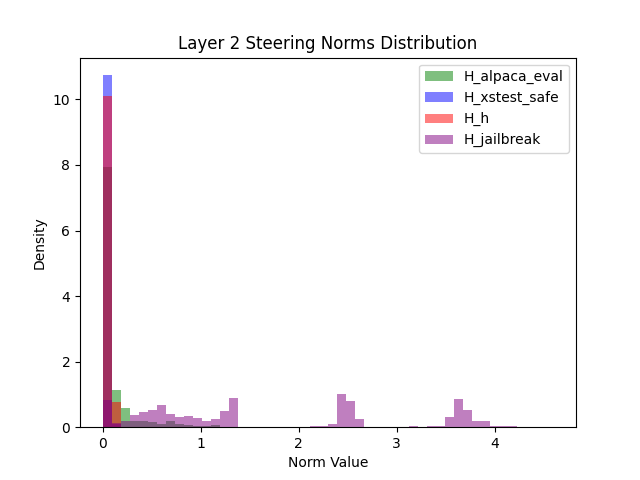 Layer 2 Steering Norms Distribution
H_alpaca_eval
H_xstest_safe
H_h
H_jailbreak
Density
10
8
6
4
2
0
0 1 2 3 4
Norm Value